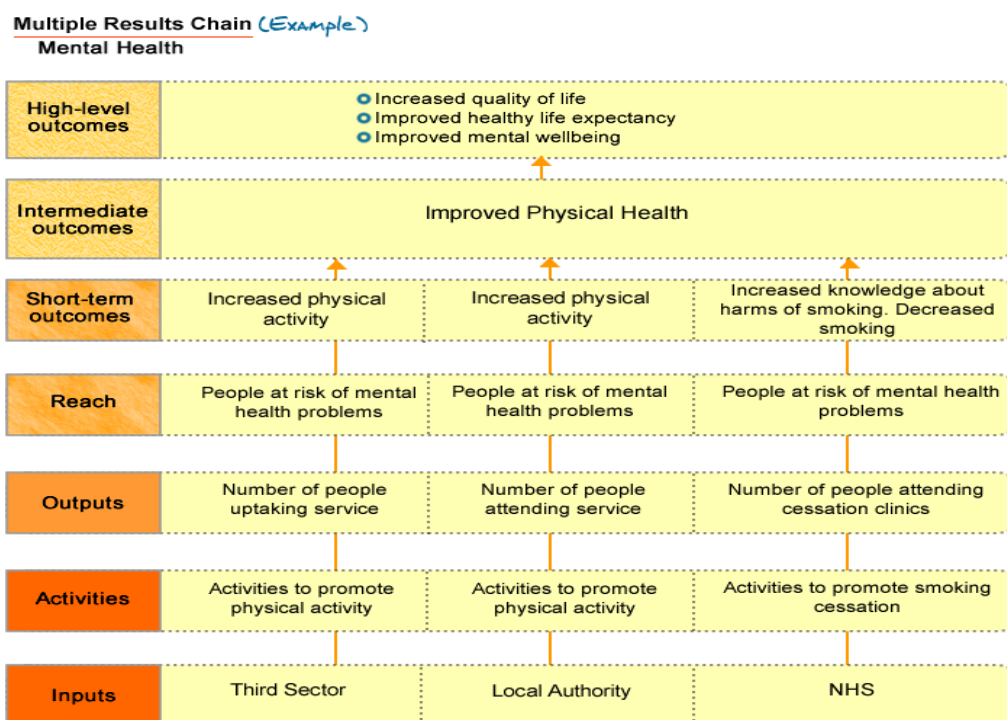 Multiple Results Chain (Example)
Mental Health
High-level
outcomes
Increased quality of life
Improved healthy life expectancy
Improved mental wellbeing
Intermediate
outcomes
Improved Physical Health
Short-term
outcomes
Increased physical
activity
Increased physical
activity
Increased knowledge about
harms of smoking. Decreased
smoking
Reach
People at risk of mental
health problems
People at risk of mental
health problems
People at risk of mental health
problems
Outputs
Number of people
uptaking service
Number of people
attending service
Number of people attending
cessation clinics
Activities
Activities to promote
physical activity
Activities to promote
physical activity
Activities to promote smoking
cessation
Inputs
Third Sector
Local Authority
NHS